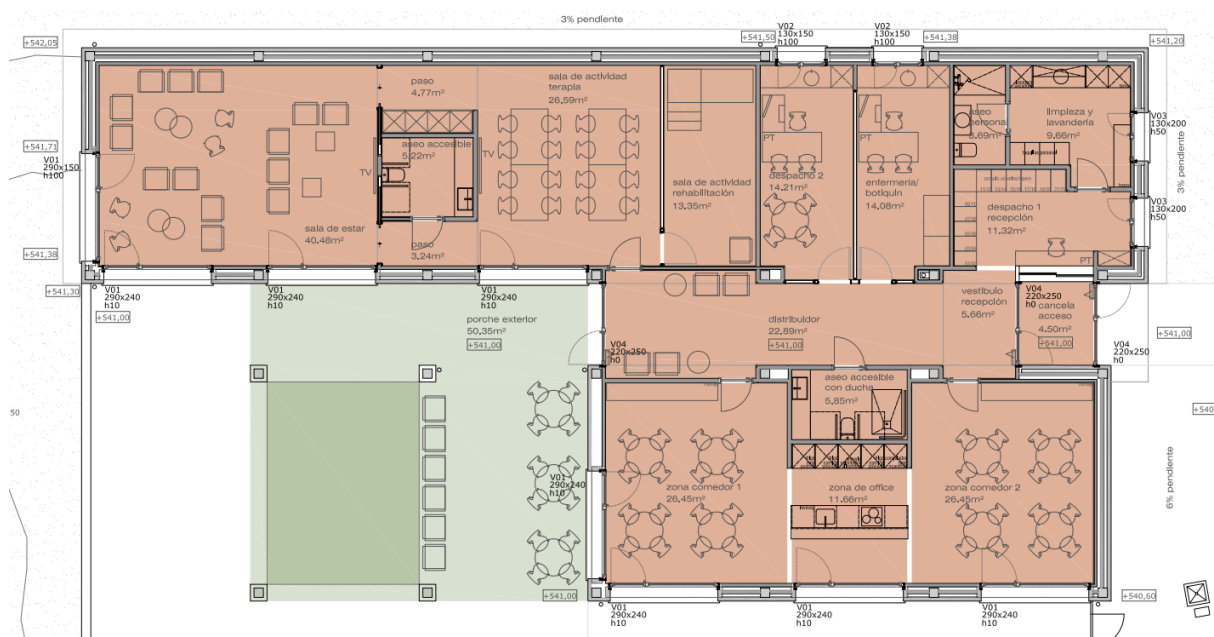 3% pendiente
+542,05
+541,50
V02
130x150
h100
V02
130x150
h100
+541,38
+541,20
paso
4.77m²
sala de actividad
terapia
26.59m²
aseo accesible
5.22m²
TV
TV
sala de actividad
rehabilitación
13.35m²
PT
despacho 2
14.21m²
PT
enfermería/
botiquín
14.08m²
aseo
limpieza y
lavandería
9.66m²
V03
130x200
h50
3% pendiente
+541,71
V01
290x150
h100
sala de estar
40.48m²
paso
3.24m²
despacho 1
recepción
11.32m²
PT
V03
130x200
h50
+541,38
+541,30
V01
290x240
h10
+541,00
V01
290x240
h10
V01
290x240
h10
porche exterior
50.35m²
+541,00
distribuidor
22.89m²
+541,00
vestíbulo
recepción
5.66m²
V04
220x250
h0
cancela
acceso
4.50m²
+541,00
+541,00
V04
220x250
h0
V04
220x250
h0
aseo accesible
con ducha
5.85m²
50
+540
V01
290x240
h10
zona comedor 1
26.45m²
zona de office
11.66m²
zona comedor 2
26.45m²
6% pendiente
+541,00
+540,60
V01
290x240
h10
V01
290x240
h10
V01
290x240
h10